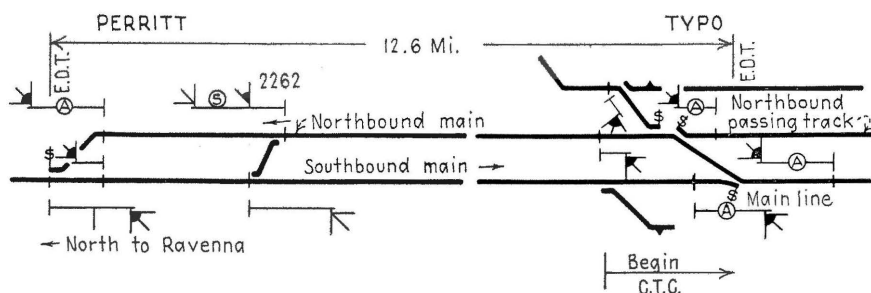 PERRITT
TYPO
12.6 Mi.
E.D.T.
E.D.T.
A
S
2262
A
Northbound main
Northbound
passing track
S
S
S
S
A
Southbound main
S
A
Main line
North to Ravenna
Begin
C.T.C.